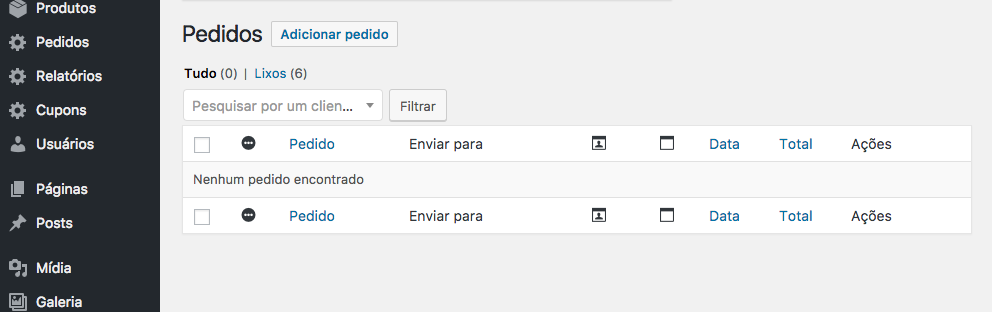 Produtos
Pedidos
Relatórios
Cupons
Usuários
Páginas
Posts
Mídia
Galeria
Pedidos Adicionar pedido
Tudo (0) | Lixos (6)
Pesquisar por um clien... Filtrar
Pedido Enviar para Data Total Ações
Nenhum pedido encontrado
Pedido Enviar para Data Total Ações